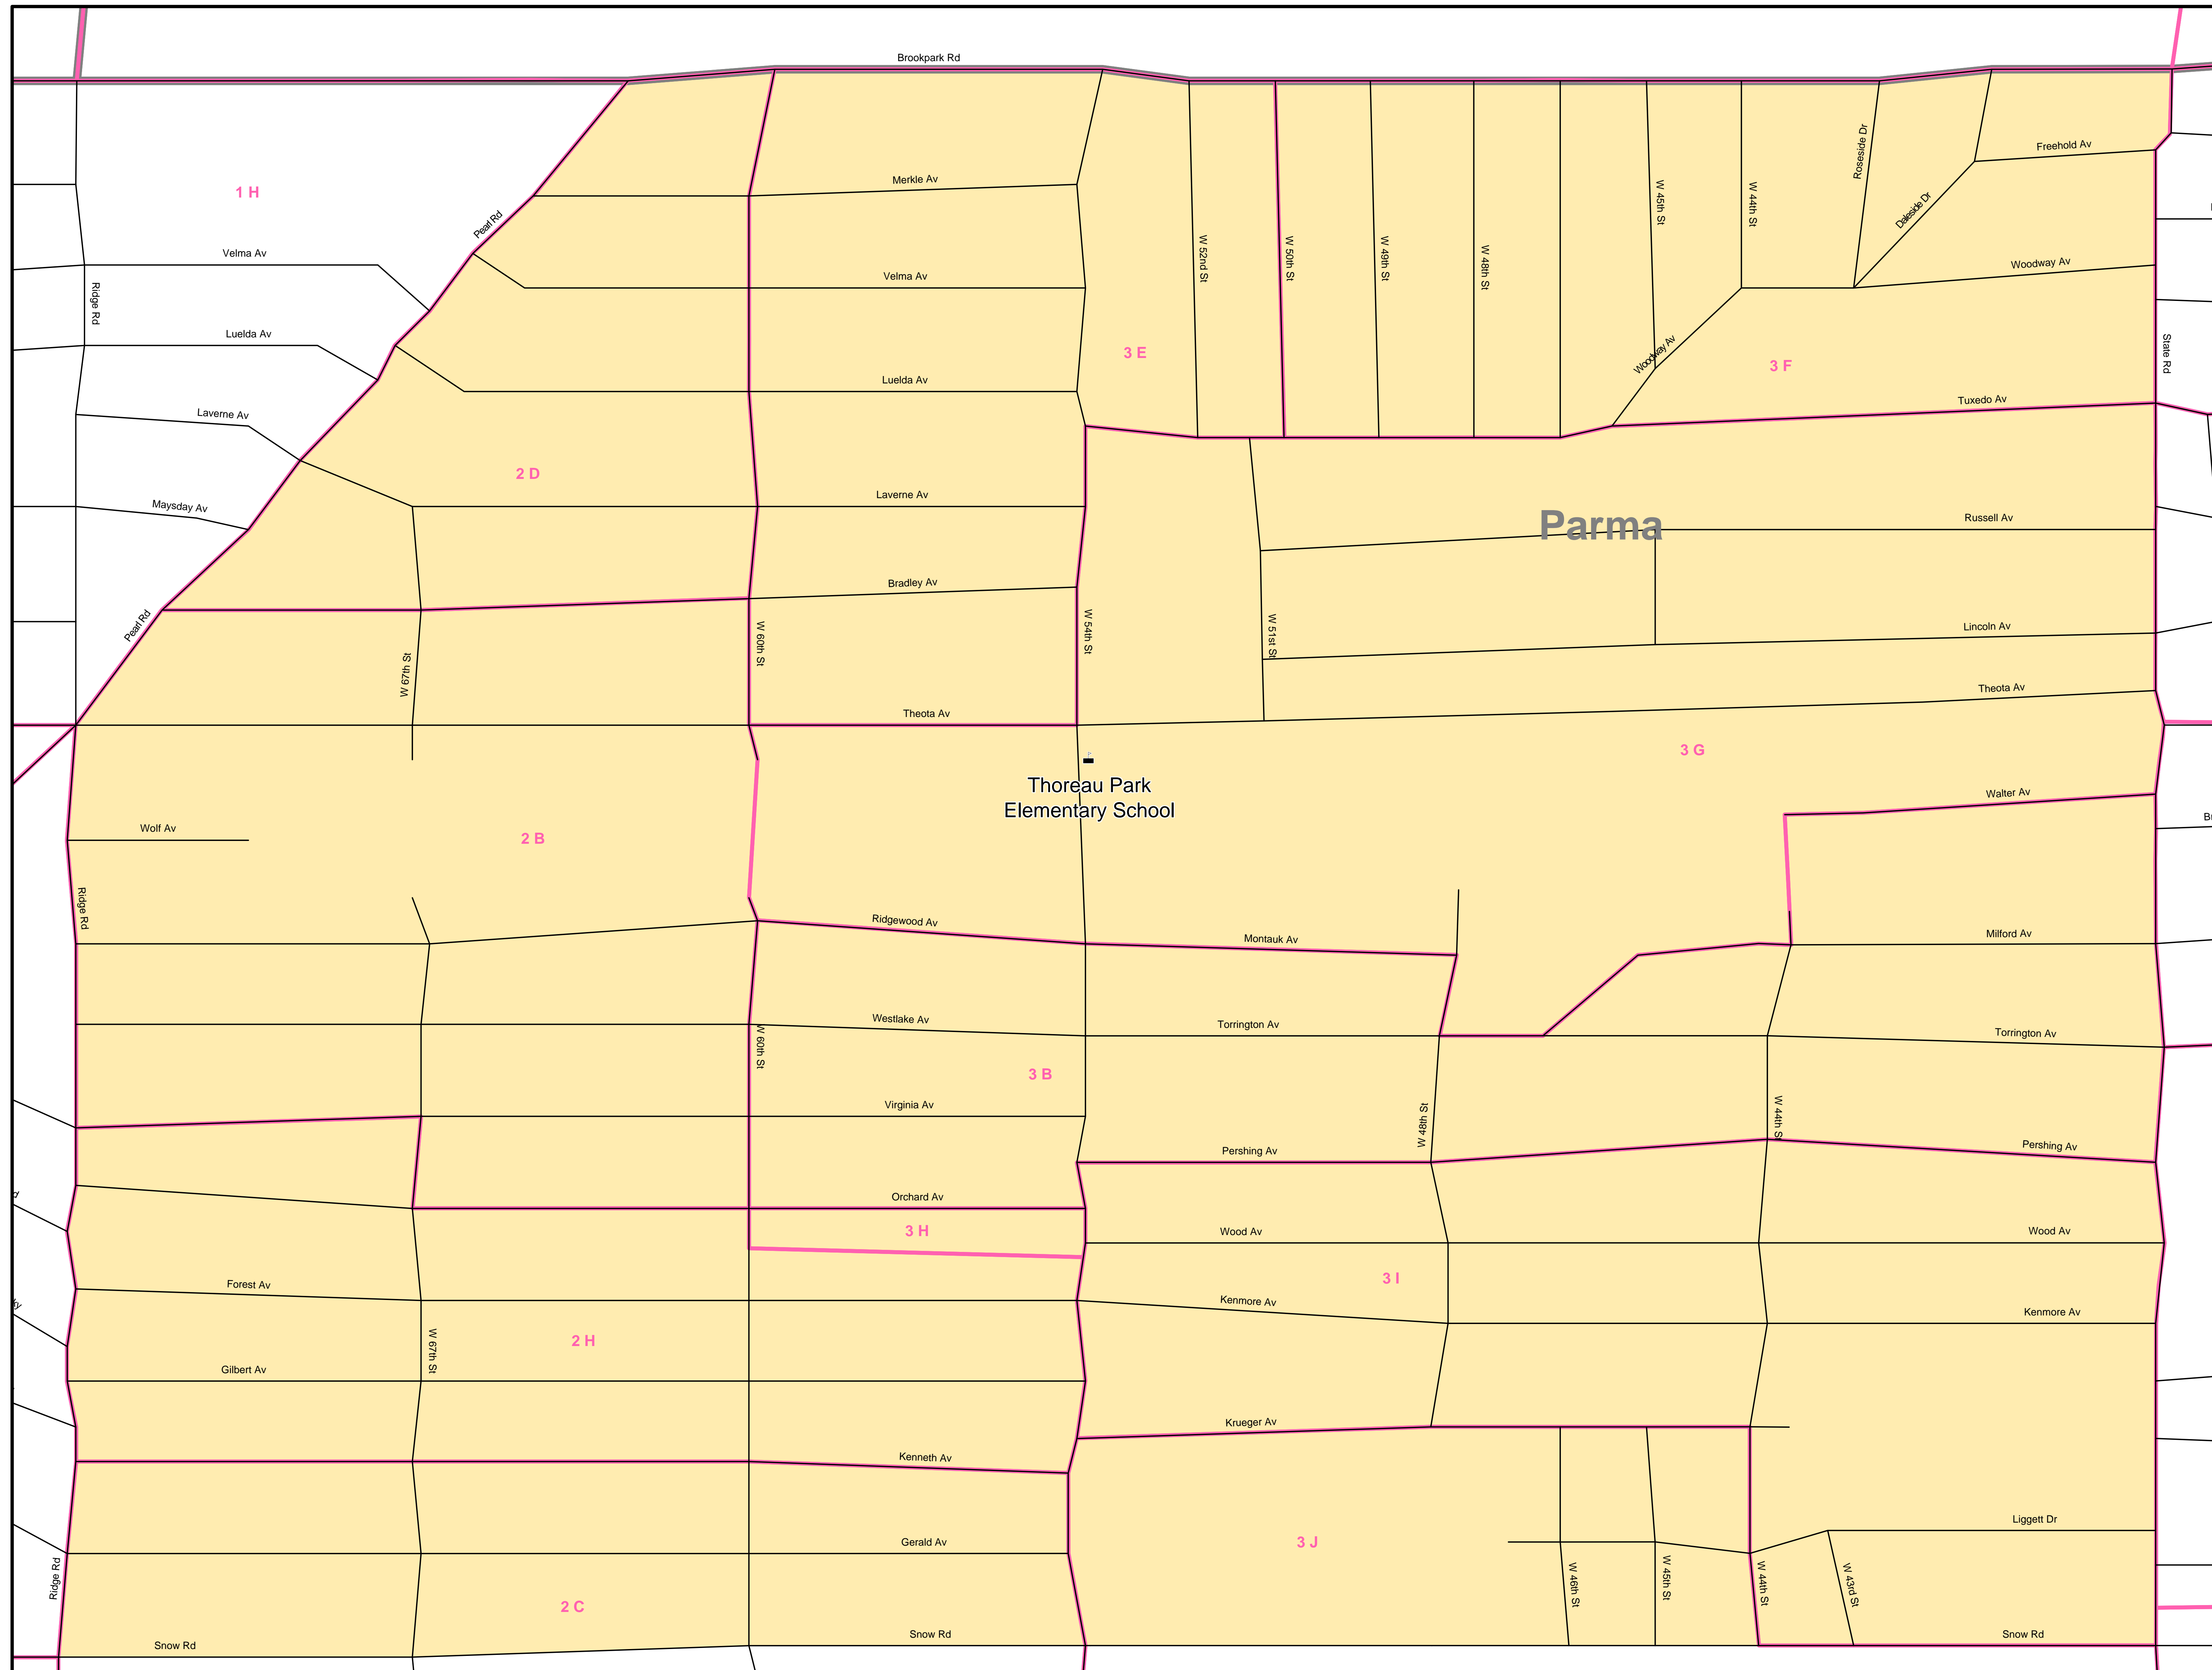 Brookpark Rd
Roseside Dr
Freehold Av
Merkle Av
1 H
W 45th St
W 44th St
Daleside Dr
Pearl Rd
Velma Av
Velma Av
W 52nd St
W 50th St
W 49th St
W 48th St
Woodway Av
Ridge Rd
Luelda Av
3 E
Woodway Av
3 F
State Rd
Luelda Av
Tuxedo Av
Laverne Av
2 D
Laverne Av
Maysday Av
Parma
Russell Av
Bradley Av
Pearl Rd
W 67th St
W 60th St
W 54th St
W 51st St
Lincoln Av
Theota Av
Theota Av
3 G
Thoreau Park
Elementary School
Walter Av
Wolf Av
2 B
Ridge Rd
Ridgewood Av
Montauk Av
Milford Av
Westlake Av
Torrington Av
Torrington Av
W 60th St
3 B
Virginia Av
W 48th St
W 44th St
Pershing Av
Pershing Av
Orchard Av
3 H
Wood Av
Wood Av
Forest Av
3 I
Kenmore Av
Kenmore Av
2 H
W 67th St
Gilbert Av
Krueger Av
Kenneth Av
Liggett Dr
Gerald Av
3 J
Ridge Rd
W 46th St
W 45th St
W 44th St
W 43rd St
2 C
Snow Rd
Snow Rd
Snow Rd